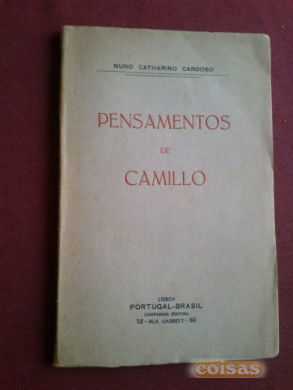 NUNO CATHARINO CARDOSO
PENSAMENTOS
DE
CAMILLO
LISBOA
PORTUGAL-BRASIL
COMPANHIA EDITORA
58—RUA GARRETT—60
coisas